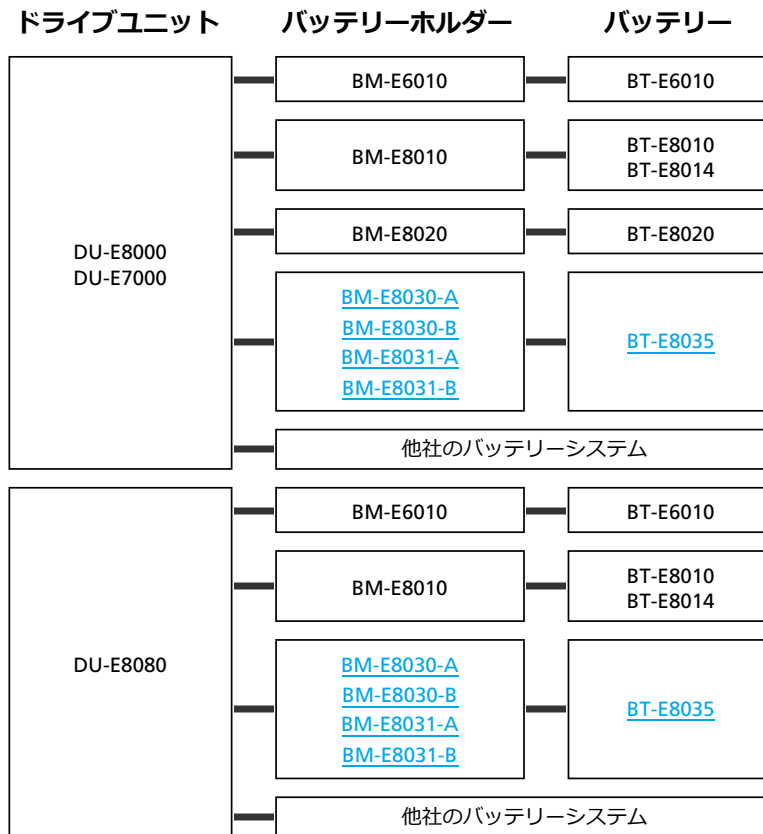 ドライブユニット バッテリーホルダー バッテリー
DU-E8000
DU-E7000
BM-E6010
BT-E6010
BM-E8010
BT-E8010
BT-E8014
BM-E8020
BT-E8020
BM-E8030-A
BM-E8030-B
BM-E8031-A
BM-E8031-B
BT-E8035
他社のバッテリーシステム
DU-E8080
BM-E6010
BT-E6010
BM-E8010
BT-E8010
BT-E8014
BM-E8030-A
BM-E8030-B
BM-E8031-A
BM-E8031-B
BT-E8035
他社のバッテリーシステム